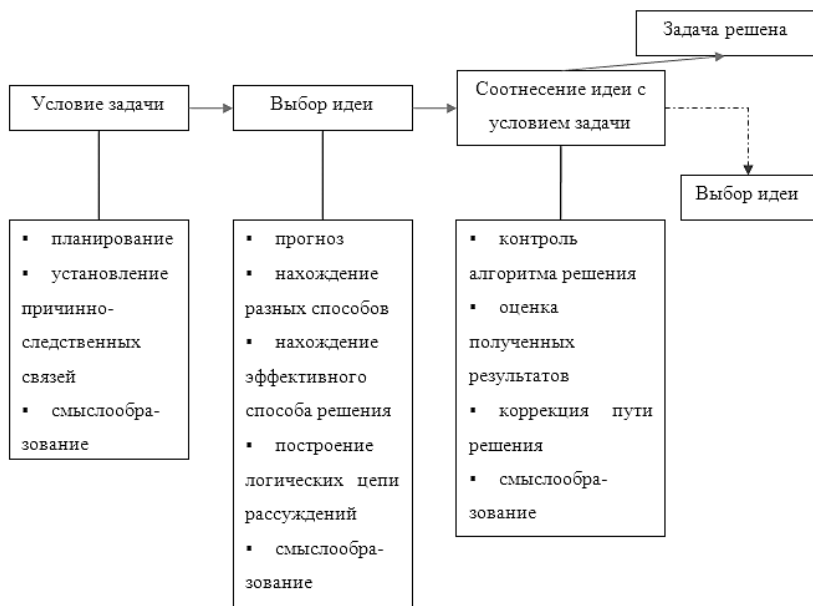 Задача решена
Условие задачи
Выбор идеи
Соотнесение идеи с
условием задачи
Выбор идеи
▪ планирование
▪ установление
причинно-
следственных
связей
▪ смыслообра-
зование
▪ прогноз
▪ нахождение
разных способов
▪ нахождение
эффективного
способа решения
▪ построение
логических цепи
рассуждений
▪ смыслообра-
зование
▪ контроль
алгоритма решения
▪ оценка
полученных
результатов
▪ коррекция пути
решения
▪ смыслообра-
зование